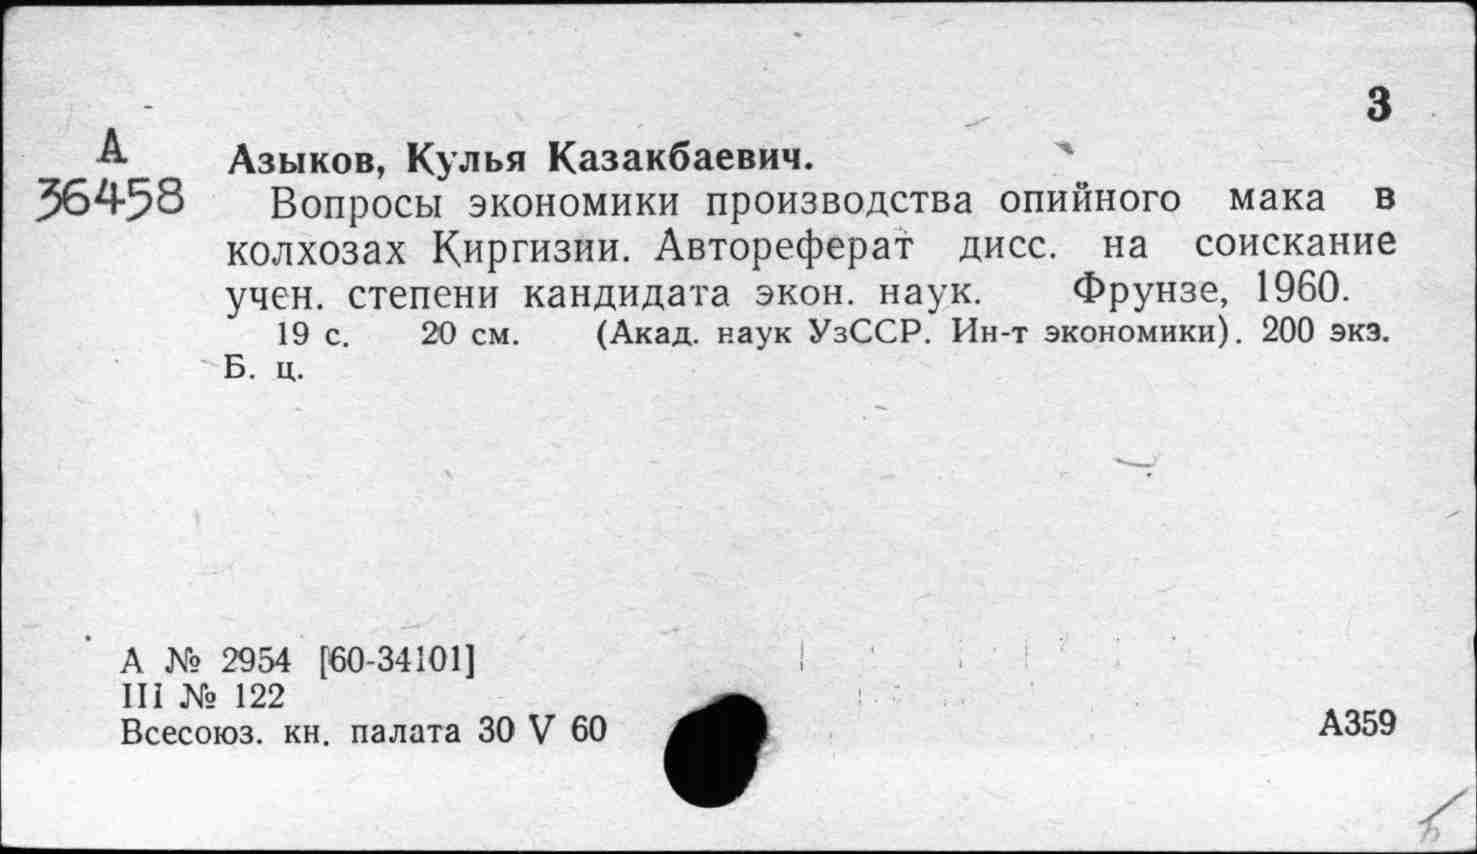 3
А
36458
Азыков, Кулья Казакбаевич.
Вопросы экономики производства опийного мака в
колхозах Киргизии. Автореферат дисс. на соискание
учен. степени кандидата экон. наук. Фрунзе, 1960.
19 с. 20 см. (Акад. наук УзССР. Ин-т экономики). 200 экз.
Б. ц.
А № 2954 [60-34101]
III № 122
Всесоюз. кн. палата 30 V 60
А359